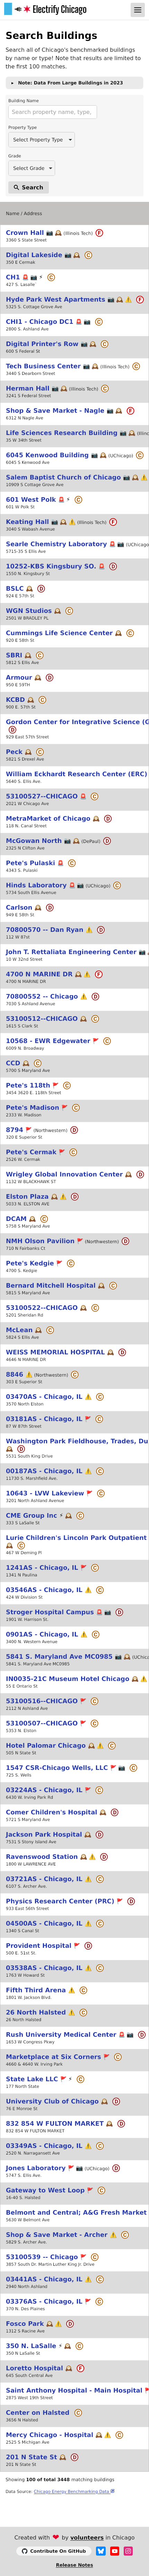 Electrify Chicago
Search Buildings
Search all of Chicago's benchmarked buildings
by name or type! Note that results are limited to
the first 100 matches.
Note: Data From Large Buildings in 2023
Building Name
Search property name, type,
Property Type
Select Property Type
Grade
Select Grade
Search
Name / Address
Crown Hall (Illinois Tech) F
3360 S State Street
Digital Lakeside C
350 E Cermak
CH1 C
427 S. Lasalle
Hyde Park West Apartments F
5325 S. Cottage Grove Ave
CHI1 - Chicago DC1 C
2800 S. Ashland Ave
Digital Printer's Row C
600 S Federal St
Tech Business Center (Illinois Tech) C
3440 S Dearborn Street
Herman Hall (Illinois Tech) C
3241 S Federal Street
Shop & Save Market - Nagle F
6312 N Nagle Ave
Life Sciences Research Building (Illinois
35 W 34th Street
6045 Kenwood Building (UChicago) C
6045 S Kenwood Ave
Salem Baptist Church of Chicago
10909 S Cottage Grove Ave
601 West Polk C
601 W Polk St
Keating Hall (Illinois Tech) F
3040 S Wabash Avenue
Searle Chemistry Laboratory (UChicago
5715-35 S Ellis Ave
10252-KBS Kingsbury SO. D
1550 N. Kingsbury St
BSLC D
924 E 57th St
WGN Studios C
2501 W BRADLEY PL
Cummings Life Science Center C
920 E 58th St
SBRI C
5812 S Ellis Ave
Armour D
950 E 59TH
KCBD C
900 E. 57th St
Gordon Center for Integrative Science (G
D
929 East 57th Street
Peck C
5812 S Drexel Ave
William Eckhardt Research Center (ERC)
5640 S. Ellis Ave.
53100527--CHICAGO C
2021 W Chicago Ave
MetraMarket of Chicago D
118 N. Canal Street
McGowan North (DePaul) D
2325 N Clifton Ave
Pete's Pulaski C
4343 S. Pulaski
Hinds Laboratory (UChicago) C
5734 South Ellis Avenue
Carlson D
949 E 58th St
70800570 -- Dan Ryan D
112 W 87st
John T. Rettaliata Engineering Center
10 W 32nd Street
4700 N MARINE DR F
4700 N MARINE DR
70800552 -- Chicago D
7030 S Ashland Avenue
53100512--CHICAGO C
1615 S Clark St
10568 - EWR Edgewater C
6009 N. Broadway
CCD C
5700 S Maryland Ave
Pete's 118th C
3454 3620 E. 118th Street
Pete's Madison C
2333 W. Madison
8794 (Northwestern) D
320 E Superior St
Pete's Cermak C
2526 W. Cermak
Wrigley Global Innovation Center D
1132 W BLACKHAWK ST
Elston Plaza D
5033 N. ELSTON AVE
DCAM C
5758 S Maryland Ave
NMH Olson Pavilion (Northwestern) D
710 N Fairbanks Ct
Pete's Kedgie C
4700 S. Kedgie
Bernard Mitchell Hospital C
5815 S Maryland Ave
53100522--CHICAGO C
5201 Sheridan Rd
McLean C
5824 S Ellis Ave
WEISS MEMORIAL HOSPITAL D
4646 N MARINE DR
8846 (Northwestern) C
303 E Superior St
03470AS - Chicago, IL C
3570 North Elston
03181AS - Chicago, IL C
87 W 87th Street
Washington Park Fieldhouse, Trades, Du
D
5531 South King Drive
00187AS - Chicago, IL C
11730 S. Marshfield Ave.
10643 - LVW Lakeview C
3201 North Ashland Avenue
CME Group Inc C
333 S LaSalle St
Lurie Children's Lincoln Park Outpatient
C
467 W Deming Pl
1241AS - Chicago, IL C
1341 N Paulina
03546AS - Chicago, IL C
424 W Division St
Stroger Hospital Campus D
1901 W. Harrison St
0901AS - Chicago, IL C
3400 N. Western Avenue
5841 S. Maryland Ave MC0985 (UChica
5841 S. Maryland Ave MC0985
IN0035-21C Museum Hotel Chicago
55 E Ontario St
53100516--CHICAGO C
2112 N Ashland Ave
53100507--CHICAGO C
5353 N. Elston
Hotel Palomar Chicago C
505 N State St
1547 CSR-Chicago Wells, LLC C
725 S. Wells
03224AS - Chicago, IL C
6430 W. Irving Park Rd
Comer Children's Hospital D
5721 S Maryland Ave
Jackson Park Hospital D
7531 S Stony Island Ave
Ravenswood Station D
1800 W LAWRENCE AVE
03721AS - Chicago, IL C
6107 S. Archer Ave.
Physics Research Center (PRC) D
933 East 56th Street
04500AS - Chicago, IL C
1340 S Canal St
Provident Hospital D
500 E. 51st St.
03538AS - Chicago, IL C
1763 W Howard St
Fifth Third Arena C
1801 W. Jackson Blvd
26 North Halsted C
26 North Halsted
Rush University Medical Center D
1653 W Congress Pkwy
Marketplace at Six Corners C
4660 & 4640 W. Irving Park
State Lake LLC C
177 North State
University Club of Chicago D
76 E Monroe St
832 854 W FULTON MARKET D
832 854 W FULTON MARKET
03349AS - Chicago, IL C
2520 N. Narragansett Ave
Jones Laboratory (UChicago) D
5747 S. Ellis Ave.
Gateway to West Loop C
16-40 S. Halsted
Belmont and Central; A&G Fresh Market
5630 W Belmont Ave
Shop & Save Market - Archer C
5829 S. Archer Ave.
53100539 -- Chicago C
3857 South Dr. Martin Luther King Jr. Drive
03441AS - Chicago, IL C
2940 North Ashland
03376AS - Chicago, IL C
370 N. Des Plaines
Fosco Park D
1312 S Racine Ave
350 N. LaSalle C
350 N LaSalle St
Loretto Hospital F
645 South Central Ave
Saint Anthony Hospital - Main Hospital
2875 West 19th Street
Center on Halsted C
3656 N Halsted
Mercy Chicago - Hospital C
2525 S Michigan Ave
201 N State St D
201 N State St
Showing 100 of total 3448 matching buildings
Data Source: Chicago Energy Benchmarking Data
Created with ❤ by volunteers in Chicago
Contribute On GitHub
Release Notes